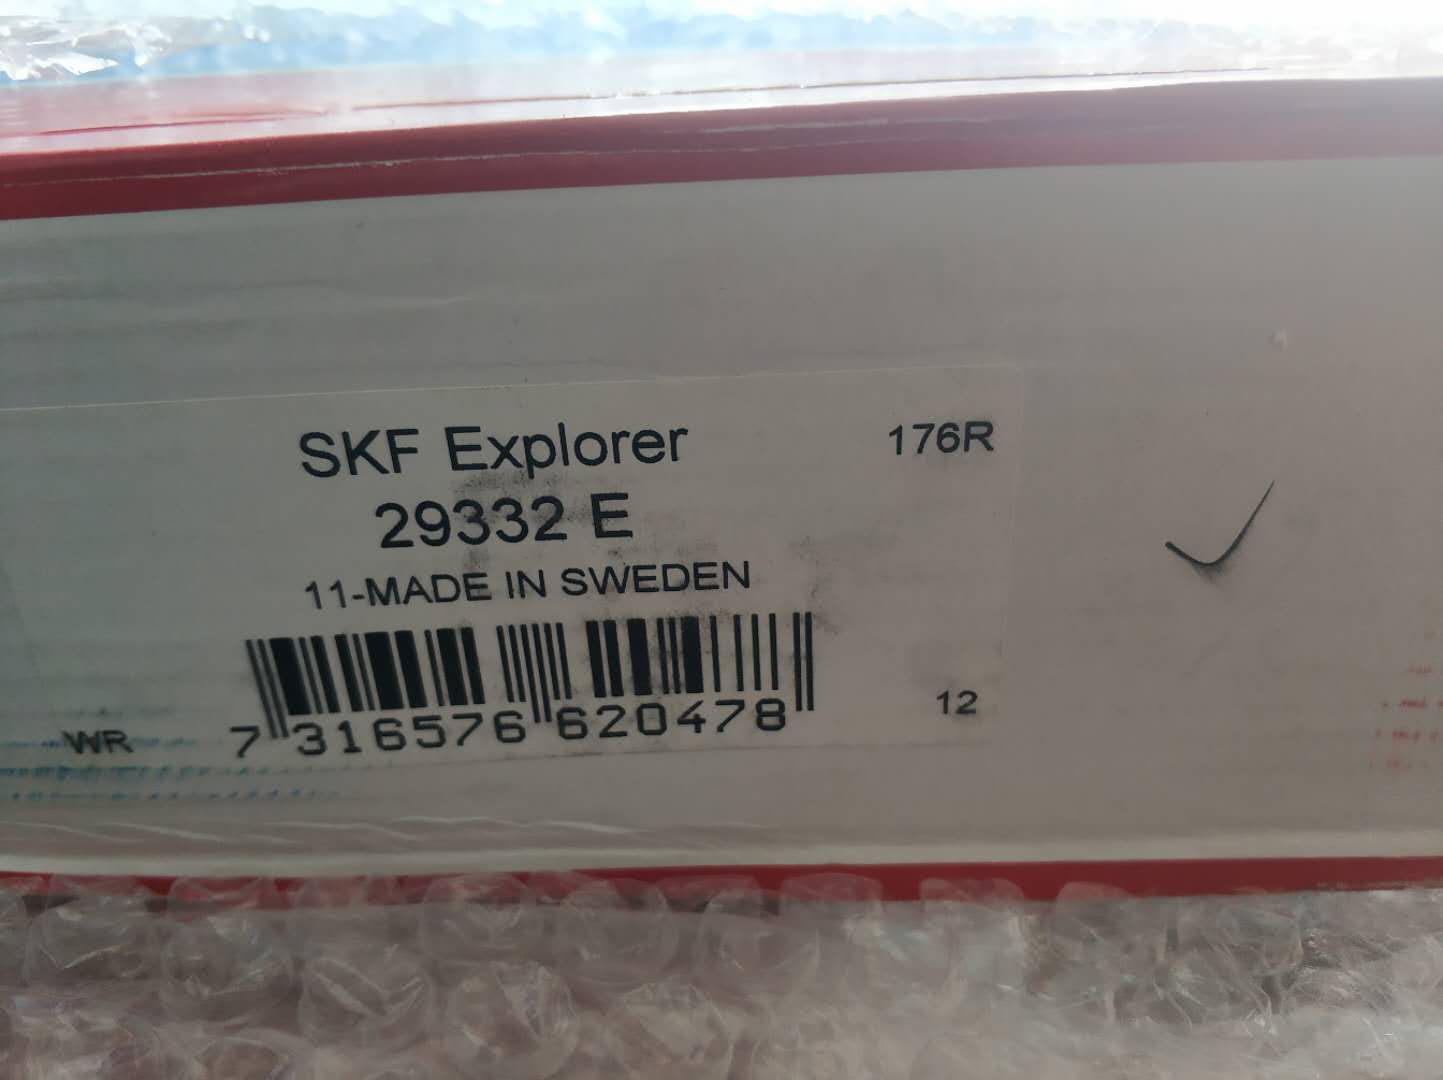 SKF Explorer
176R
29332 E
11-MADE IN SWEDEN
7 316576 620478
12
WR